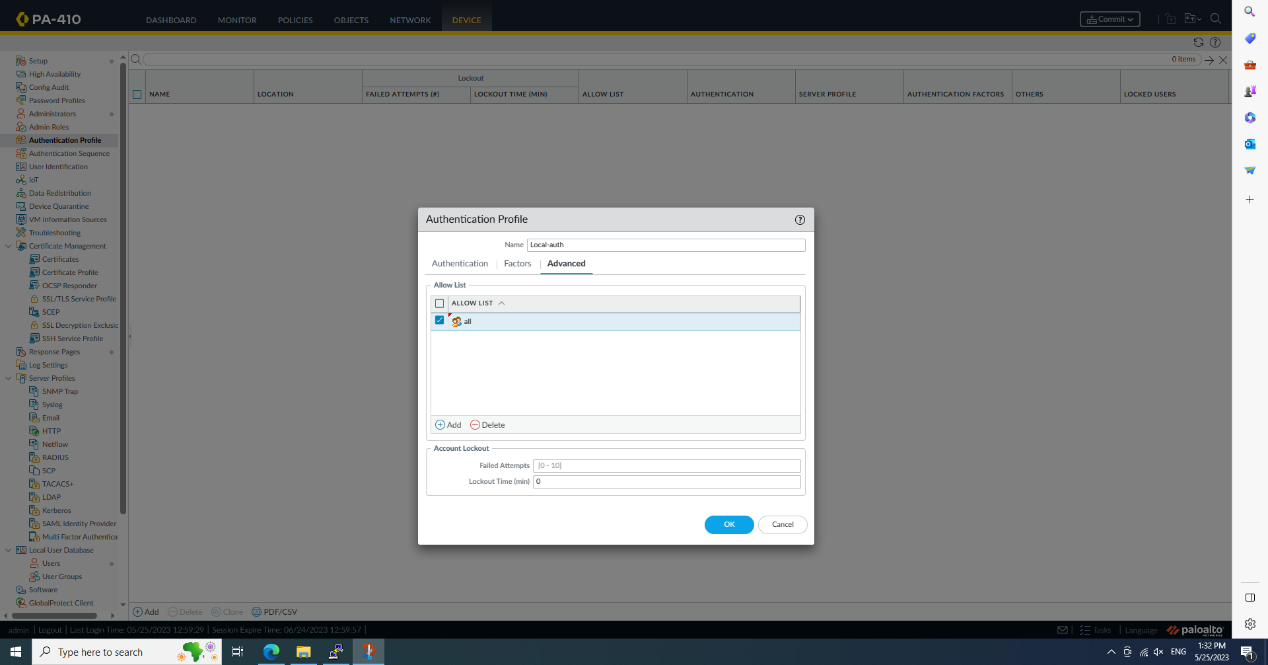 PA-410
DASHBOARD MONITOR POLICIES OBJECTS NETWORK DEVICE
Commit
0 items
Setup
High Availability
Config Audit
Password Profiles
Administrators
Admin Roles
Authentication Profile
Authentication Sequence
User Identification
IoT
Data Redistribution
Device Quarantine
VM Information Sources
Troubleshooting
Certificate Management
Certificates
Certificate Profile
OCSP Responder
SSL/TLS Service Profile
SCEP
SSL Decryption Exclusic
SSH Service Profile
Response Pages
Log Settings
Server Profiles
SNMP Trap
Syslog
Email
HTTP
Netflow
RADIUS
SCP
TACACS+
LDAP
Kerberos
SAML Identity Provider
Multi Factor Authentica
Local User Database
Users
User Groups
Software
GlobalProtect Client
Lockout
NAME LOCATION FAILED ATTEMPTS (#) LOCKOUT TIME (MIN) ALLOW LIST AUTHENTICATION SERVER PROFILE AUTHENTICATION FACTORS OTHERS LOCKED USERS
Authentication Profile
Name Local-auth
Authentication Factors Advanced
Allow List
ALLOW LIST
all
Add Delete
Account Lockout
Failed Attempts [0 - 10]
Lockout Time (min) 0
OK Cancel
Add Delete Clone PDF/CSV
admin | Logout | Last Login Time: 05/25/2023 12:59:29 | Session Expire Time: 06/24/2023 12:59:57 |
Tasks | Language paloalto
NETWORKS
Type here to search
ENG
1:32 PM
5/25/2023
1